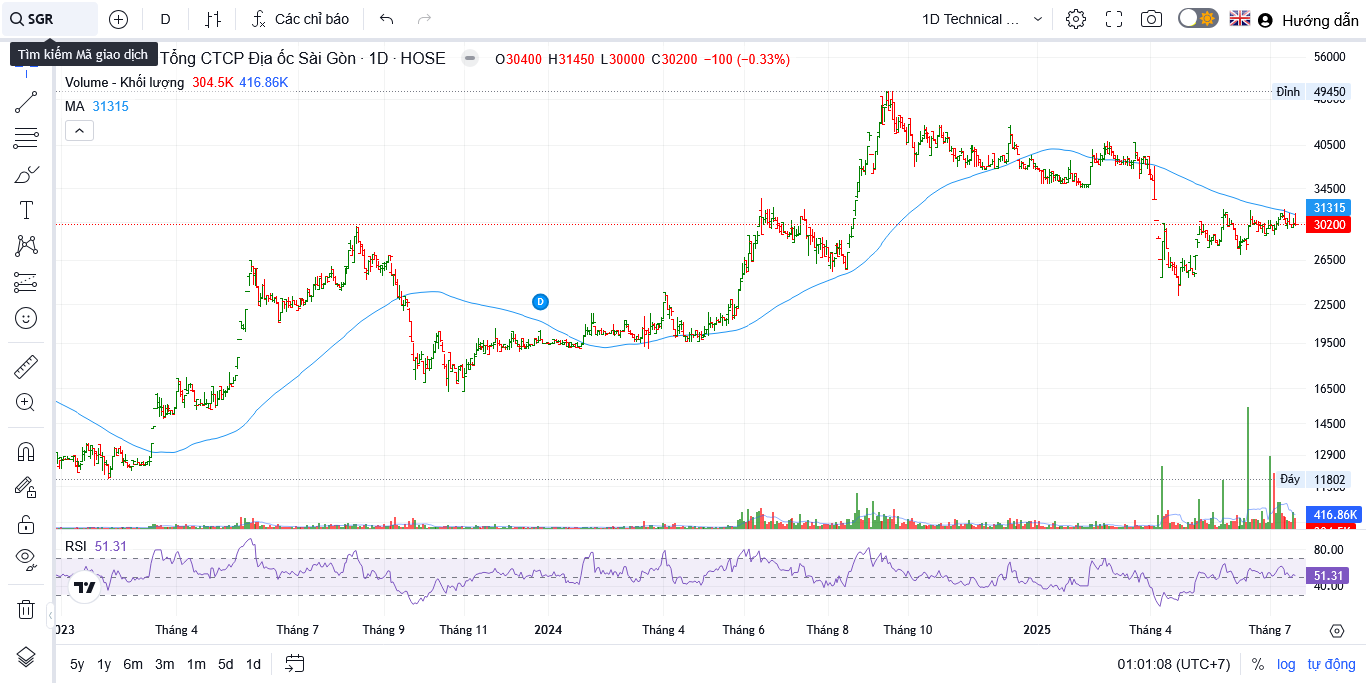 SGR
D
Các chỉ báo
1D Technical ...
Hướng dẫn
Tìm kiếm Mã giao dịch
Tổng CTCP Địa ốc Sài Gòn · 1D · HOSE
O30400 H31450 L30000 C30200 −100 (−0.33%)
Volume - Khối lượng 304.5K 416.86K
MA 31315
56000
Đỉnh 49450
40500
34500
31315
30200
26500
D
22500
19500
16500
14500
12900
Đáy 11802
416.86K
RSI 51.31
80.00
51.31
40.00
023 Tháng 4 Tháng 7 Tháng 9 Tháng 11 2024 Tháng 4 Tháng 6 Tháng 8 Tháng 10 2025 Tháng 4 Tháng 7
5y 1y 6m 3m 1m 5d 1d
01:01:08 (UTC+7) % log tự động